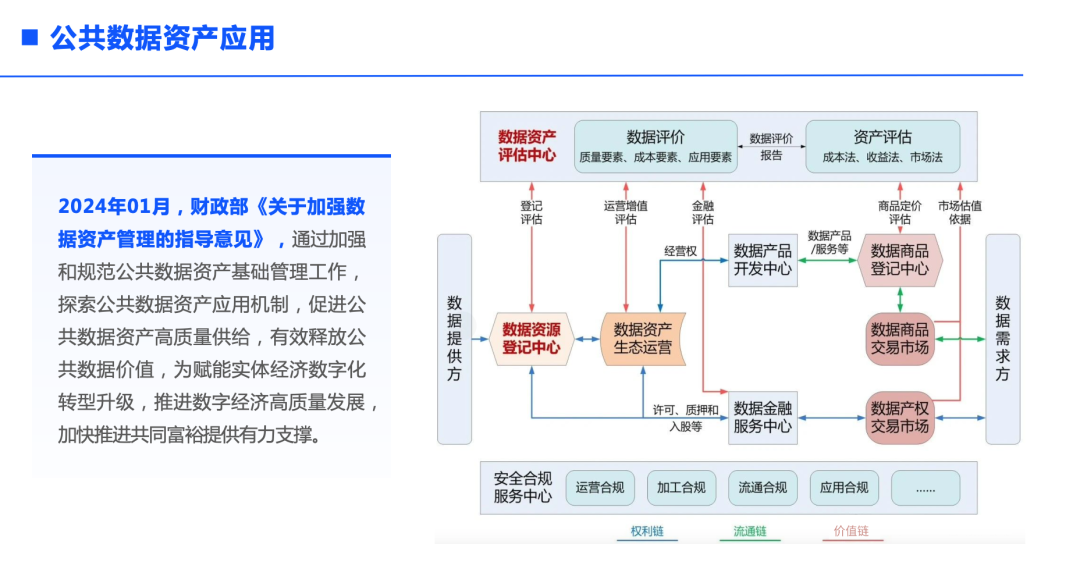 公共数据资产应用
2024年01月，财政部《关于加强数
据资产管理的指导意见》，通过加强
和规范公共数据资产基础管理工作，
探索公共数据资产应用机制，促进公
共数据资产高质量供给，有效释放公
共数据价值，为赋能实体经济数字化
转型升级，推进数字经济高质量发展，
加快推进共同富裕提供有力支撑。
数据资产
评估中心
数据评价
质量要素、成本要素、应用要素
数据评价
报告
资产评估
成本法、收益法、市场法
登记
评估
运营增值
评估
金融
评估
商品定价
评估
市场估值
依据
数据提供方
数据资源
登记中心
数据资产
生态运营
经营权
数据产品
开发中心
数据产品
/服务等
数据商品
登记中心
数据商品
交易市场
许可、质押和
入股等
数据金融
服务中心
数据产权
交易市场
数据需求方
安全合规
服务中心
运营合规
加工合规
流通合规
应用合规
......
权利链
流通链
价值链